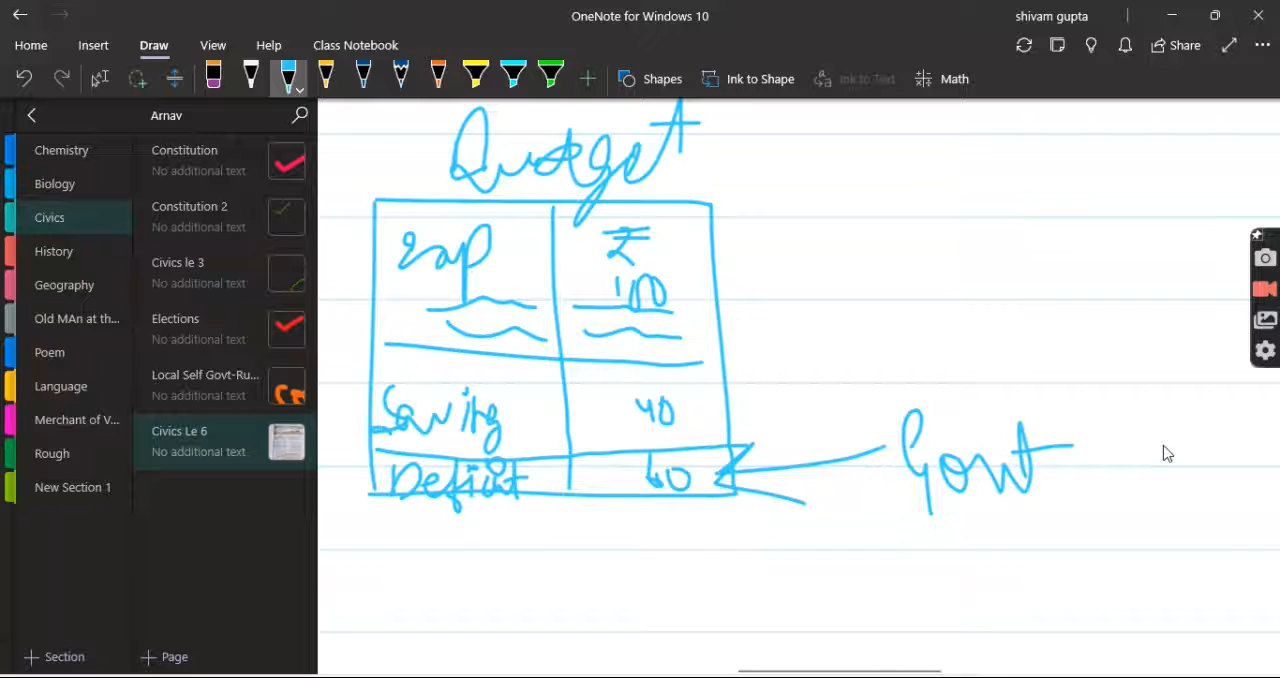 OneNote for Windows 10
shivam gupta
Home Insert Draw View Help Class Notebook
Share
Shapes Ink to Shape Ink to Text Math
Arnav
Chemistry
Biology
Civics
History
Geography
Old MAn at th...
Poem
Language
Merchant of V...
Rough
New Section 1
Constitution
No additional text
Constitution 2
No additional text
Civics le 3
No additional text
Elections
No additional text
Local Self Govt-Ru...
No additional text
Civics Le 6
No additional text
Section
Page
Budget
Exp ₹
100
Saving 40
Deficit 60
Govt